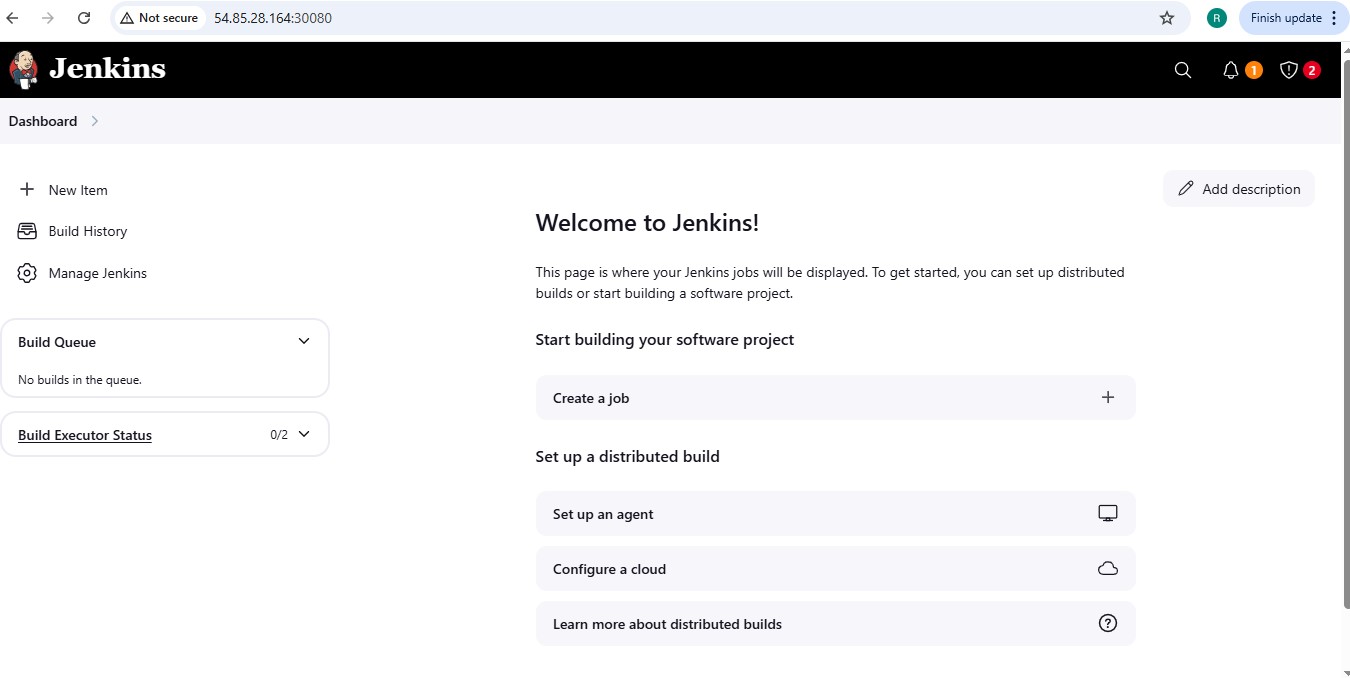 Not secure 54.85.28.164:30080
R
Finish update
Jenkins
1
2
Dashboard
New Item
Build History
Manage Jenkins
Build Queue
No builds in the queue.
Build Executor Status 0/2
Add description
Welcome to Jenkins!
This page is where your Jenkins jobs will be displayed. To get started, you can set up distributed
builds or start building a software project.
Start building your software project
Create a job
Set up a distributed build
Set up an agent
Configure a cloud
Learn more about distributed builds